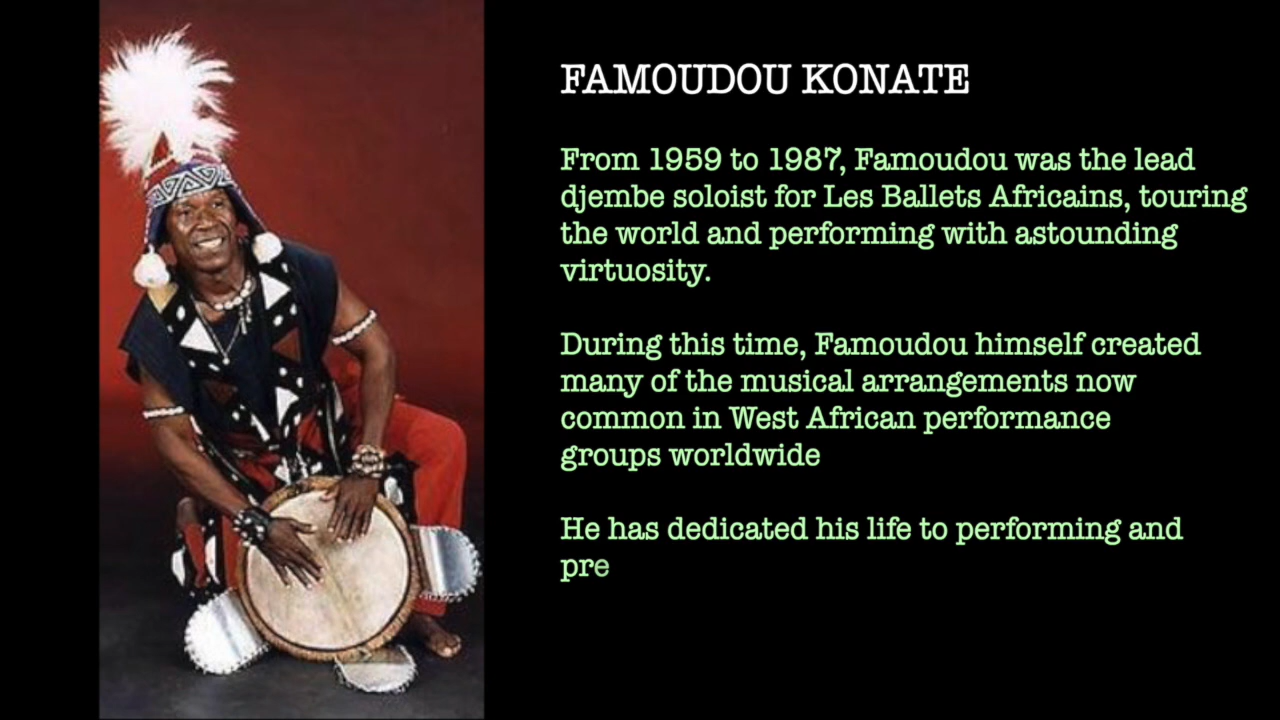 FAMOUDOU KONATE
From 1959 to 1987, Famoudou was the lead
djembe soloist for Les Ballets Africains, touring
the world and performing with astounding
virtuosity.
During this time, Famoudou himself created
many of the musical arrangements now
common in West African performance
groups worldwide
He has dedicated his life to performing and
pre